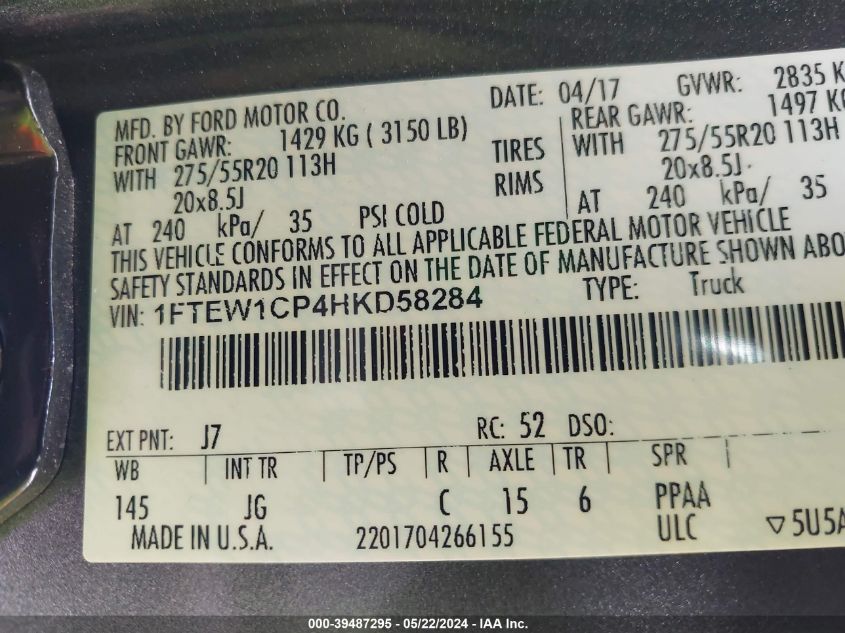 MFD. BY FORD MOTOR CO. DATE: 04/17 GVWR: 2835 K
FRONT GAWR: 1429 KG ( 3150 LB) REAR GAWR: 1497 KG
WITH 275/55R20 113H TIRES WITH 275/55R20 113H
20x8.5J RIMS 20x8.5J
AT 240 kPa/ 35 PSI COLD AT 240 kPa/ 35
THIS VEHICLE CONFORMS TO ALL APPLICABLE FEDERAL MOTOR VEHICLE
SAFETY STANDARDS IN EFFECT ON THE DATE OF MANUFACTURE SHOWN ABO
VIN: 1FTEW1CP4HKD58284 TYPE: Truck
EXT PNT: J7 RC: 52 DSO:
WB INT TR TP/PS R AXLE TR SPR
145 JG C 15 6 PPAA
MADE IN U.S.A. 2201704266155 ULC ▽5U5A
000-39487295 - 05/22/2024 - IAA Inc.